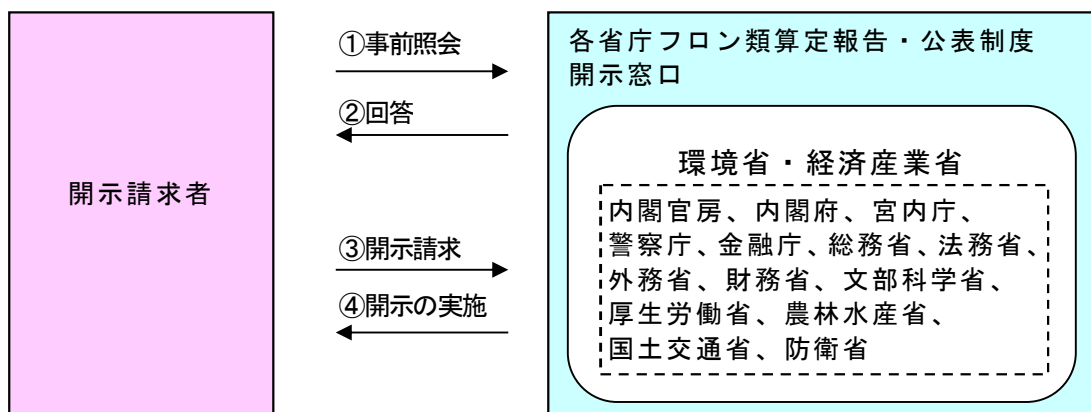 開示請求者
①事前照会
②回答
③開示請求
④開示の実施
各省庁フロン類算定報告・公表制度
開示窓口
環境省・経済産業省
内閣官房、内閣府、宮内庁、
警察庁、金融庁、総務省、法務省、
外務省、財務省、文部科学省、
厚生労働省、農林水産省、
国土交通省、防衛省